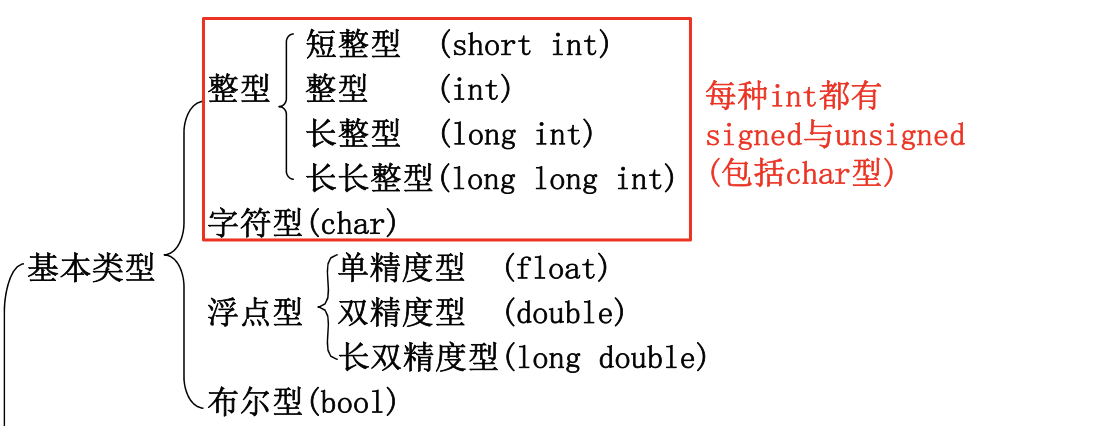 短整型 (short int)
整型 整型 (int)
长整型 (long int)
长长整型(long long int)
字符型(char)
每种int都有
signed与unsigned
(包括char型)
基本类型
单精度型 (float)
浮点型 双精度型 (double)
长双精度型(long double)
布尔型(bool)